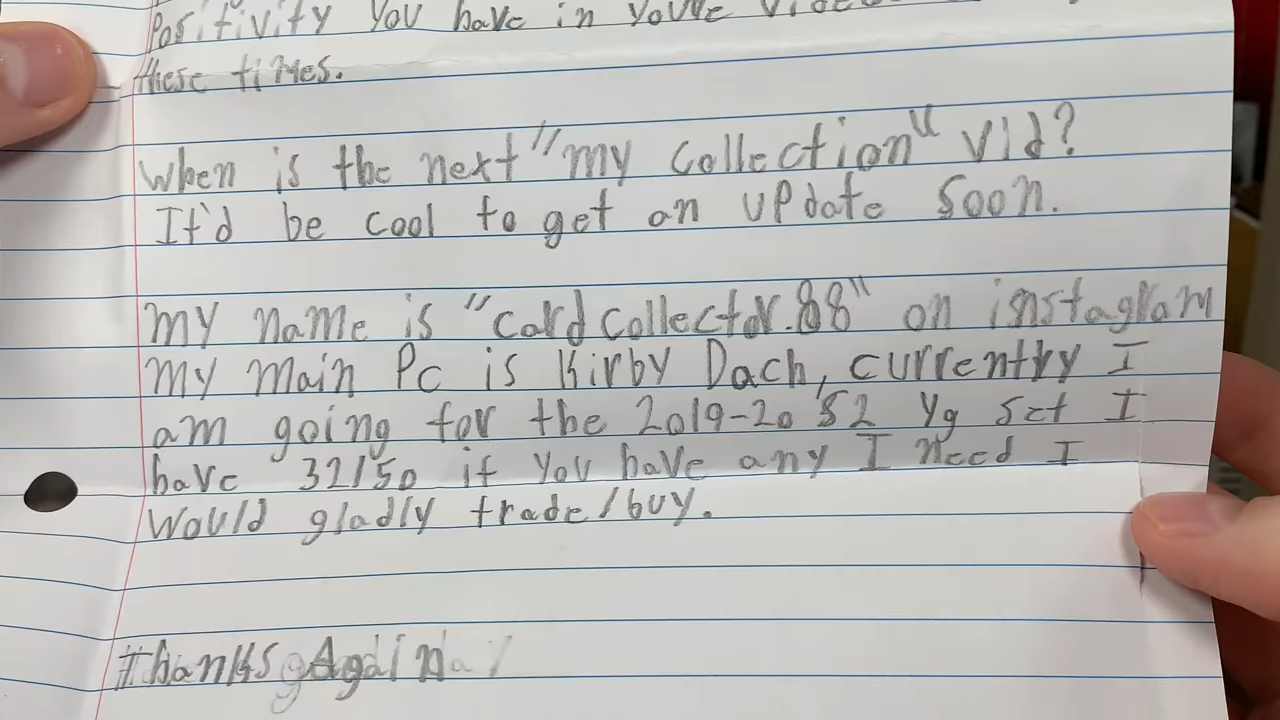 Positivity you have in youre
these times.
When is the next "my collection" vid?
It'd be cool to get an update soon.
My name is "cardcollector.88" on instagram
My main Pc is Kirby Dach, currently I
am going for the 2019-20 S2 Yg set I
have 32/50 if you have any I need I
Would gladly trade/buy.
thanks Again